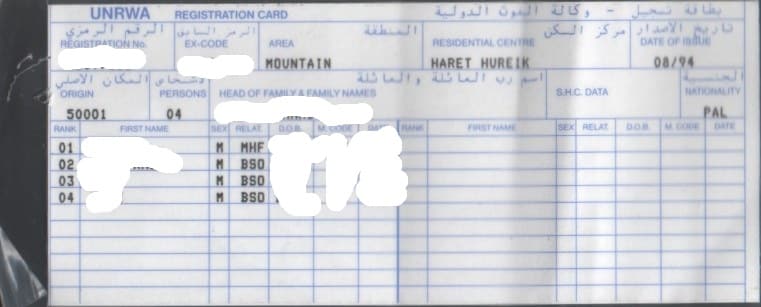 UNRWA REGISTRATION CARD بطاقة تسجيل - وكالة الغوث الدولية
الرقم الرمزي الرمز السابق المنطقة مركز السكن تاريخ الاصدار
REGISTRATION No. EX-CODE AREA RESIDENTIAL CENTRE DATE OF ISSUE
MOUNTAIN HARET HUREIK 08/94
المكان الاصلي الاشخاص اسم رب العائلة والعائلة الجنسية
ORIGIN PERSONS HEAD OF FAMILY & FAMILY NAMES S.H.C. DATA NATIONALITY
50001 04 PAL
RANK FIRST NAME SEX RELAT. D.O.B. M. CODE DATE RANK FIRST NAME SEX RELAT. D.O.B. M. CODE DATE
01 M MHF
02 M BSO
03 M BSO
04 M BSO